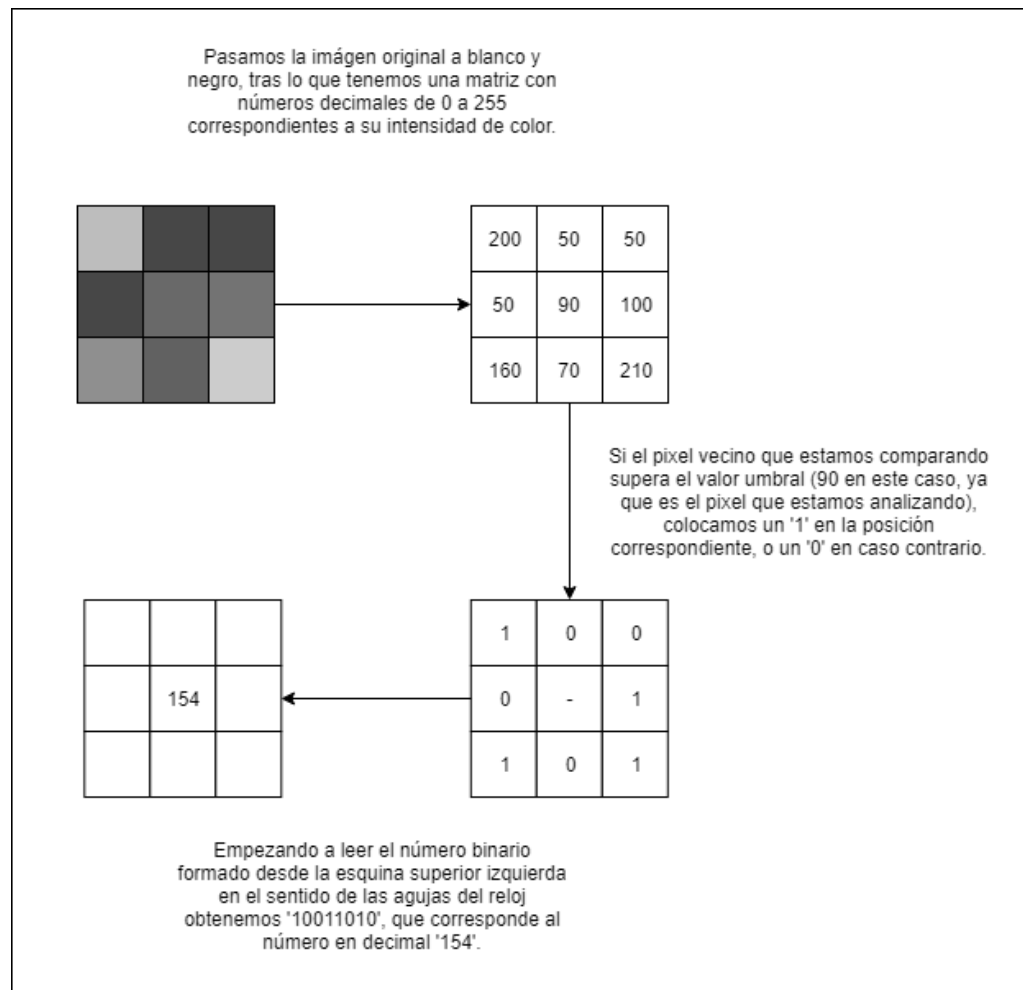 Pasamos la imágen original a blanco y
negro, tras lo que tenemos una matriz con
números decimales de 0 a 255
correspondientes a su intensidad de color.
200 50 50
50 90 100
160 70 210
Si el pixel vecino que estamos comparando
supera el valor umbral (90 en este caso, ya
que es el pixel que estamos analizando),
colocamos un '1' en la posición
correspondiente, o un '0' en caso contrario.
1 0 0
0 - 1
1 0 1
154
Empezando a leer el número binario
formado desde la esquina superior izquierda
en el sentido de las agujas del reloj
obtenemos '10011010', que corresponde al
número en decimal '154'.